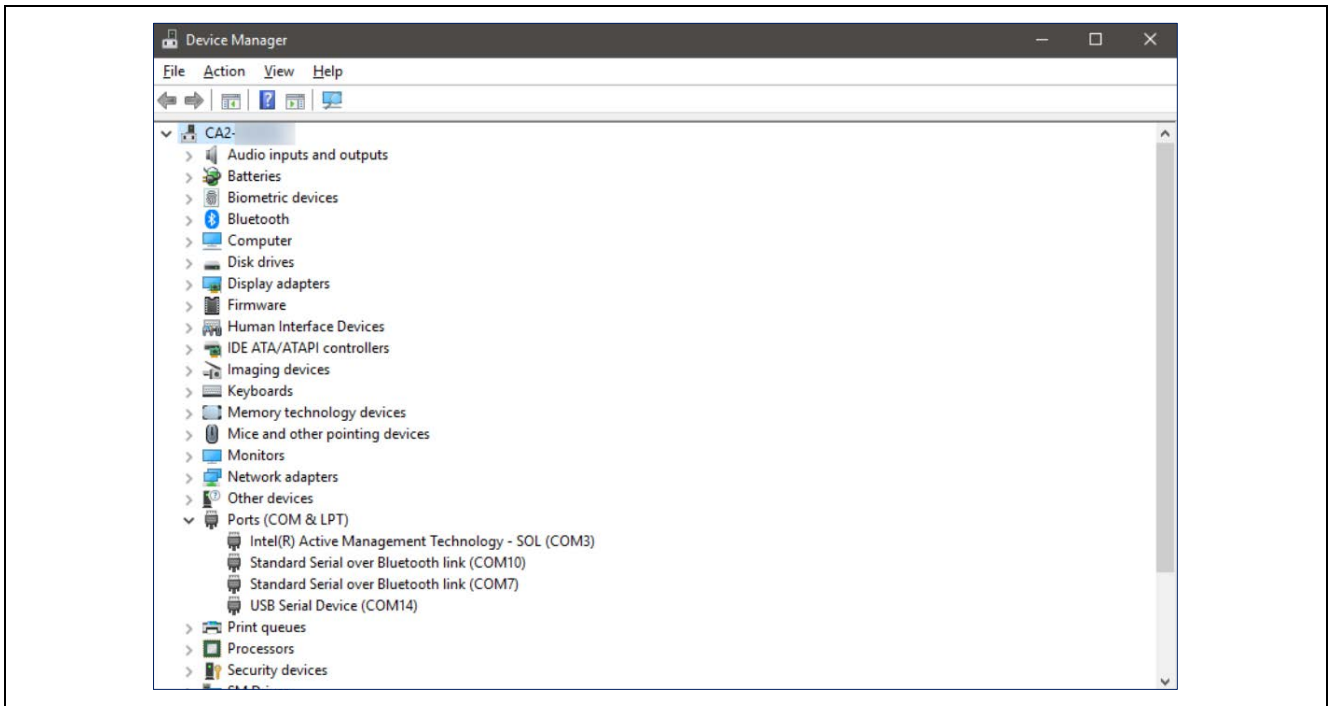 Device Manager
File Action View Help
CA2-
Audio inputs and outputs
Batteries
Biometric devices
Bluetooth
Computer
Disk drives
Display adapters
Firmware
Human Interface Devices
IDE ATA/ATAPI controllers
Imaging devices
Keyboards
Memory technology devices
Mice and other pointing devices
Monitors
Network adapters
Other devices
Ports (COM & LPT)
Intel(R) Active Management Technology - SOL (COM3)
Standard Serial over Bluetooth link (COM10)
Standard Serial over Bluetooth link (COM7)
USB Serial Device (COM14)
Print queues
Processors
Security devices